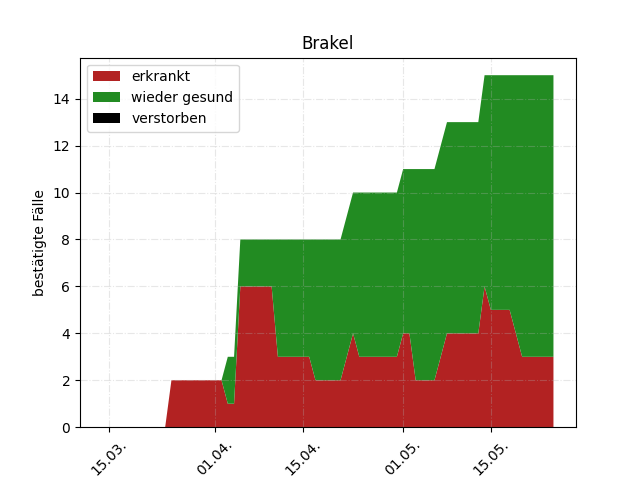 Brakel
erkrankt
wieder gesund
verstorben
bestätigte Fälle
14
12
10
8
6
4
2
0
15.03.
01.04.
15.04.
01.05.
15.05.